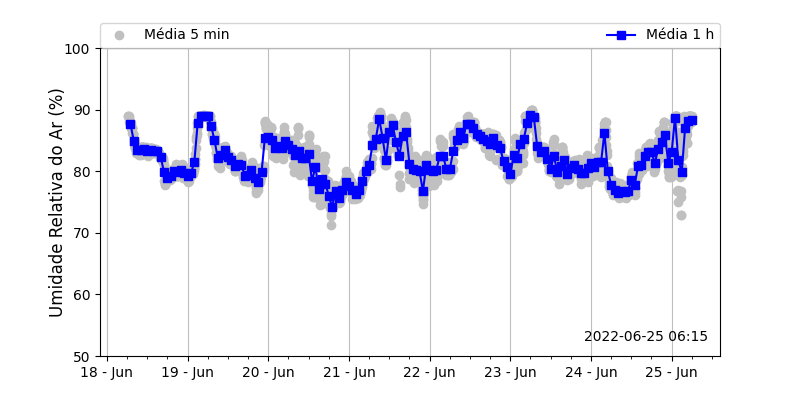 Média 5 min
Média 1 h
Umidade Relativa do Ar (%)
100
90
80
70
60
50
2022-06-25 06:15
18 - Jun
19 - Jun
20 - Jun
21 - Jun
22 - Jun
23 - Jun
24 - Jun
25 - Jun